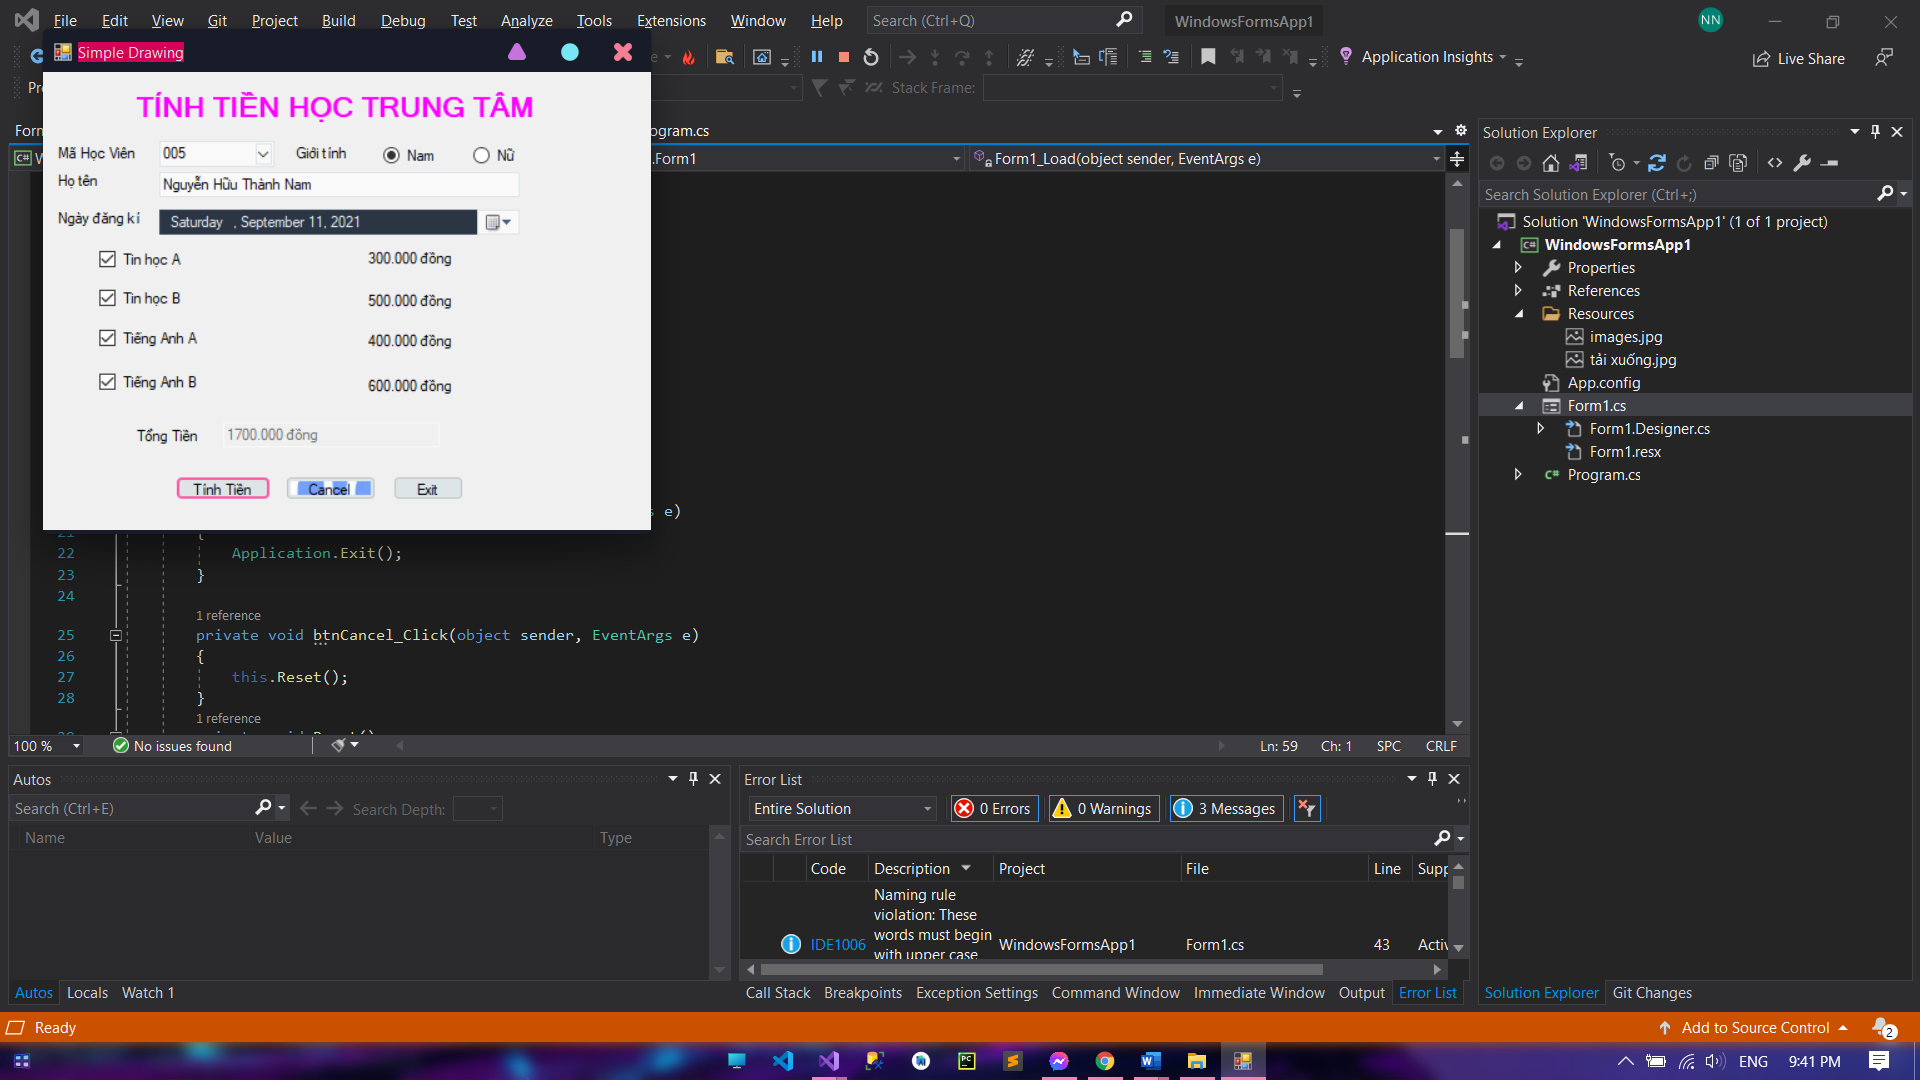 File Edit View Git Project Build Debug Test Analyze Tools Extensions Window Help Search (Ctrl+Q) WindowsFormsApp1 NN
Simple Drawing
Application Insights Live Share
Stack Frame:
TÍNH TIỀN HỌC TRUNG TÂM
Mã Học Viên 005 Giới tính Nam Nữ
Họ tên Nguyễn Hữu Thành Nam
Ngày đăng kí Saturday , September 11, 2021
Tin học A 300.000 đồng
Tin học B 500.000 đồng
Tiếng Anh A 400.000 đồng
Tiếng Anh B 600.000 đồng
Tổng Tiền 1700.000 đồng
Tính Tiền Cancel Exit
Form ogram.cs
.Form1 Form1_Load(object sender, EventArgs e)
e)
21 {
22 Application.Exit();
23 }
24
1 reference
25 private void btnCancel_Click(object sender, EventArgs e)
26 {
27 this.Reset();
28 }
1 reference
100 % No issues found Ln: 59 Ch: 1 SPC CRLF
Solution Explorer
Search Solution Explorer (Ctrl+;)
Solution 'WindowsFormsApp1' (1 of 1 project)
WindowsFormsApp1
Properties
References
Resources
images.jpg
tải xuống.jpg
App.config
Form1.cs
Form1.Designer.cs
Form1.resx
Program.cs
Autos
Search (Ctrl+E) Search Depth:
Name Value Type
Autos Locals Watch 1
Error List
Entire Solution 0 Errors 0 Warnings 3 Messages
Search Error List
Code Description Project File Line Supp
Naming rule
violation: These
words must begin
with upper case
IDE1006 WindowsFormsApp1 Form1.cs 43 Activ
Call Stack Breakpoints Exception Settings Command Window Immediate Window Output Error List
Solution Explorer Git Changes
Ready Add to Source Control 2
ENG 9:41 PM